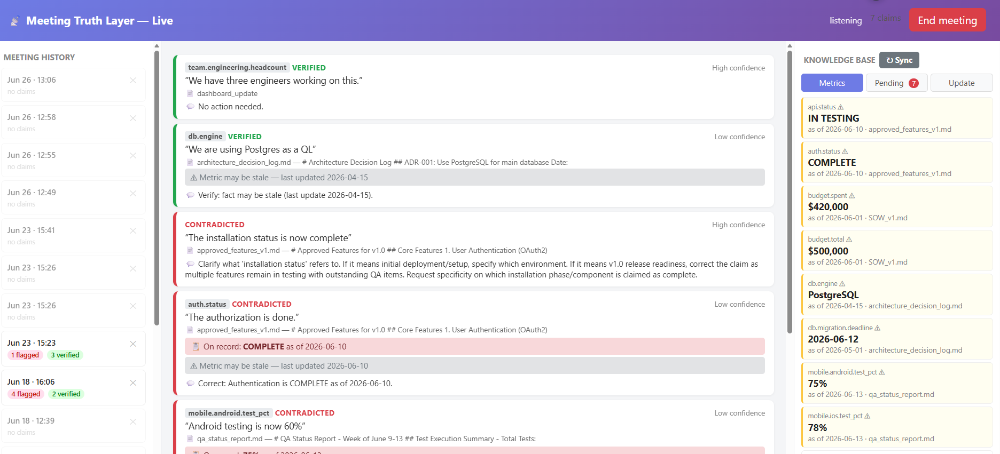 Meeting Truth Layer — Live
listening
7 claims
End meeting
MEETING HISTORY
Jun 26 · 13:06
no claims
Jun 26 · 12:58
no claims
Jun 26 · 12:55
no claims
Jun 26 · 12:49
no claims
Jun 23 · 15:41
no claims
Jun 23 · 15:26
no claims
Jun 23 · 15:26
no claims
Jun 23 · 15:23
1 flagged 3 verified
Jun 18 · 16:06
4 flagged 2 verified
Jun 18 · 12:39
no claims
team.engineering.headcount VERIFIED High confidence
“We have three engineers working on this.”
dashboard_update
No action needed.
db.engine VERIFIED Low confidence
“We are using Postgres as a QL”
architecture_decision_log.md — # Architecture Decision Log ## ADR-001: Use PostgreSQL for main database Date:
⚠ Metric may be stale — last updated 2026-04-15
Verify: fact may be stale (last update 2026-04-15).
CONTRADICTED High confidence
“The installation status is now complete”
approved_features_v1.md — # Approved Features for v1.0 ## Core Features 1. User Authentication (OAuth2)
Clarify what 'installation status' refers to. If it means initial deployment/setup, specify which environment. If it means v1.0 release readiness, correct the claim as
multiple features remain in testing with outstanding QA items. Request specificity on which installation phase/component is claimed as complete.
auth.status CONTRADICTED Low confidence
“The authorization is done.”
approved_features_v1.md — # Approved Features for v1.0 ## Core Features 1. User Authentication (OAuth2)
On record: COMPLETE as of 2026-06-10
⚠ Metric may be stale — last updated 2026-06-10
Correct: Authentication is COMPLETE as of 2026-06-10.
mobile.android.test_pct CONTRADICTED Low confidence
“Android testing is now 60%”
qa_status_report.md — # QA Status Report - Week of June 9-13 ## Test Execution Summary - Total Tests:
On record: 75% as of 2026-06-13
KNOWLEDGE BASE ↻ Sync
Metrics Pending 7 Update
api.status ⚠
IN TESTING
as of 2026-06-10 · approved_features_v1.md
auth.status ⚠
COMPLETE
as of 2026-06-10 · approved_features_v1.md
budget.spent ⚠
$420,000
as of 2026-06-01 · SOW_v1.md
budget.total ⚠
$500,000
as of 2026-06-01 · SOW_v1.md
db.engine ⚠
PostgreSQL
as of 2026-04-15 · architecture_decision_log.md
db.migration.deadline ⚠
2026-06-12
as of 2026-05-01 · architecture_decision_log.md
mobile.android.test_pct ⚠
75%
as of 2026-06-13 · qa_status_report.md
mobile.ios.test_pct ⚠
78%
as of 2026-06-13 · qa_status_report.md